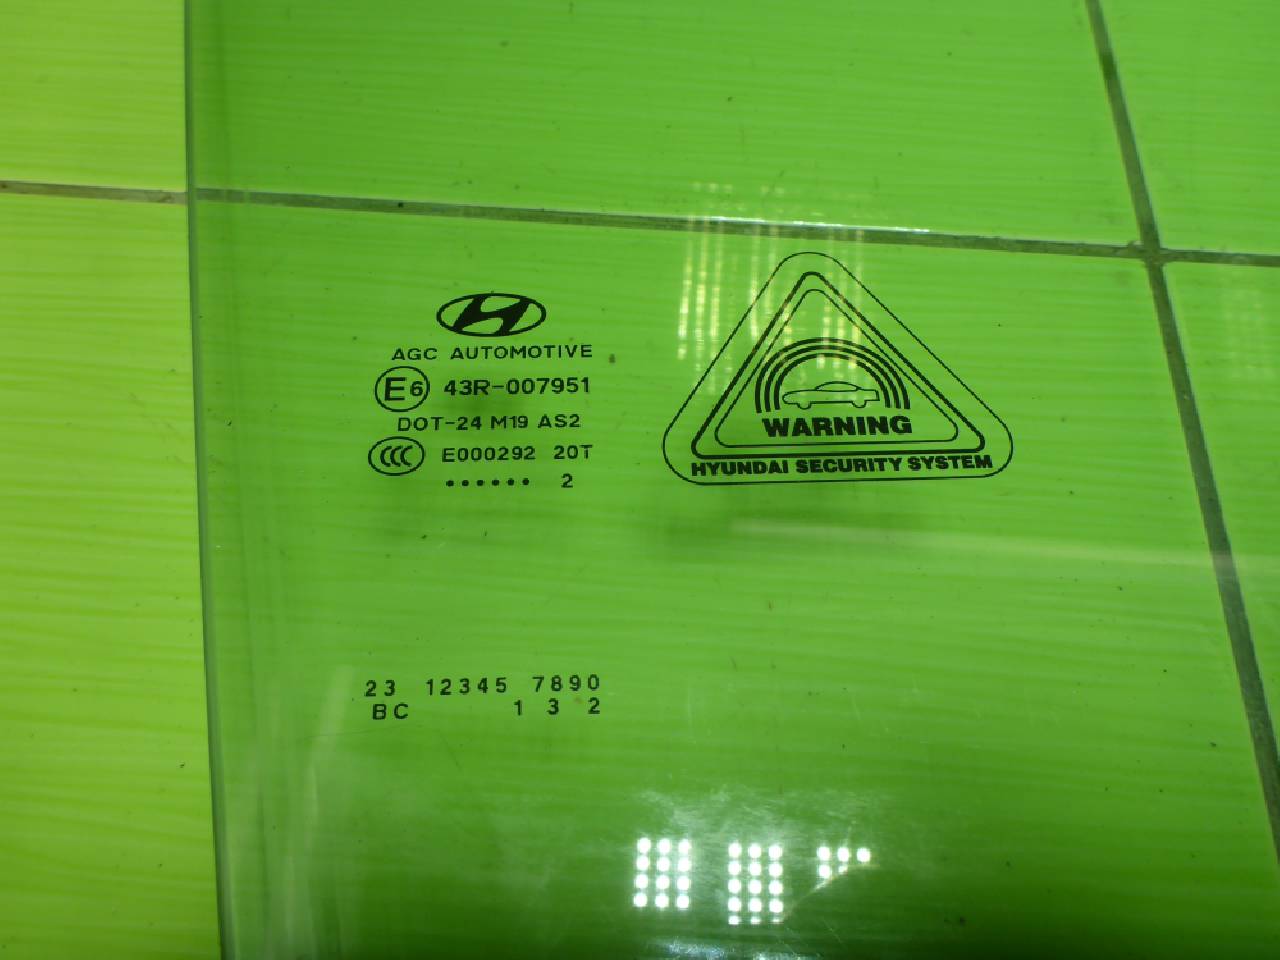 AGC AUTOMOTIVE
E6 43R-007951
DOT-24 M19 AS2
CCC E000292 20T
•••••• 2
WARNING
HYUNDAI SECURITY SYSTEM
23 12345 7890
BC 1 3 2